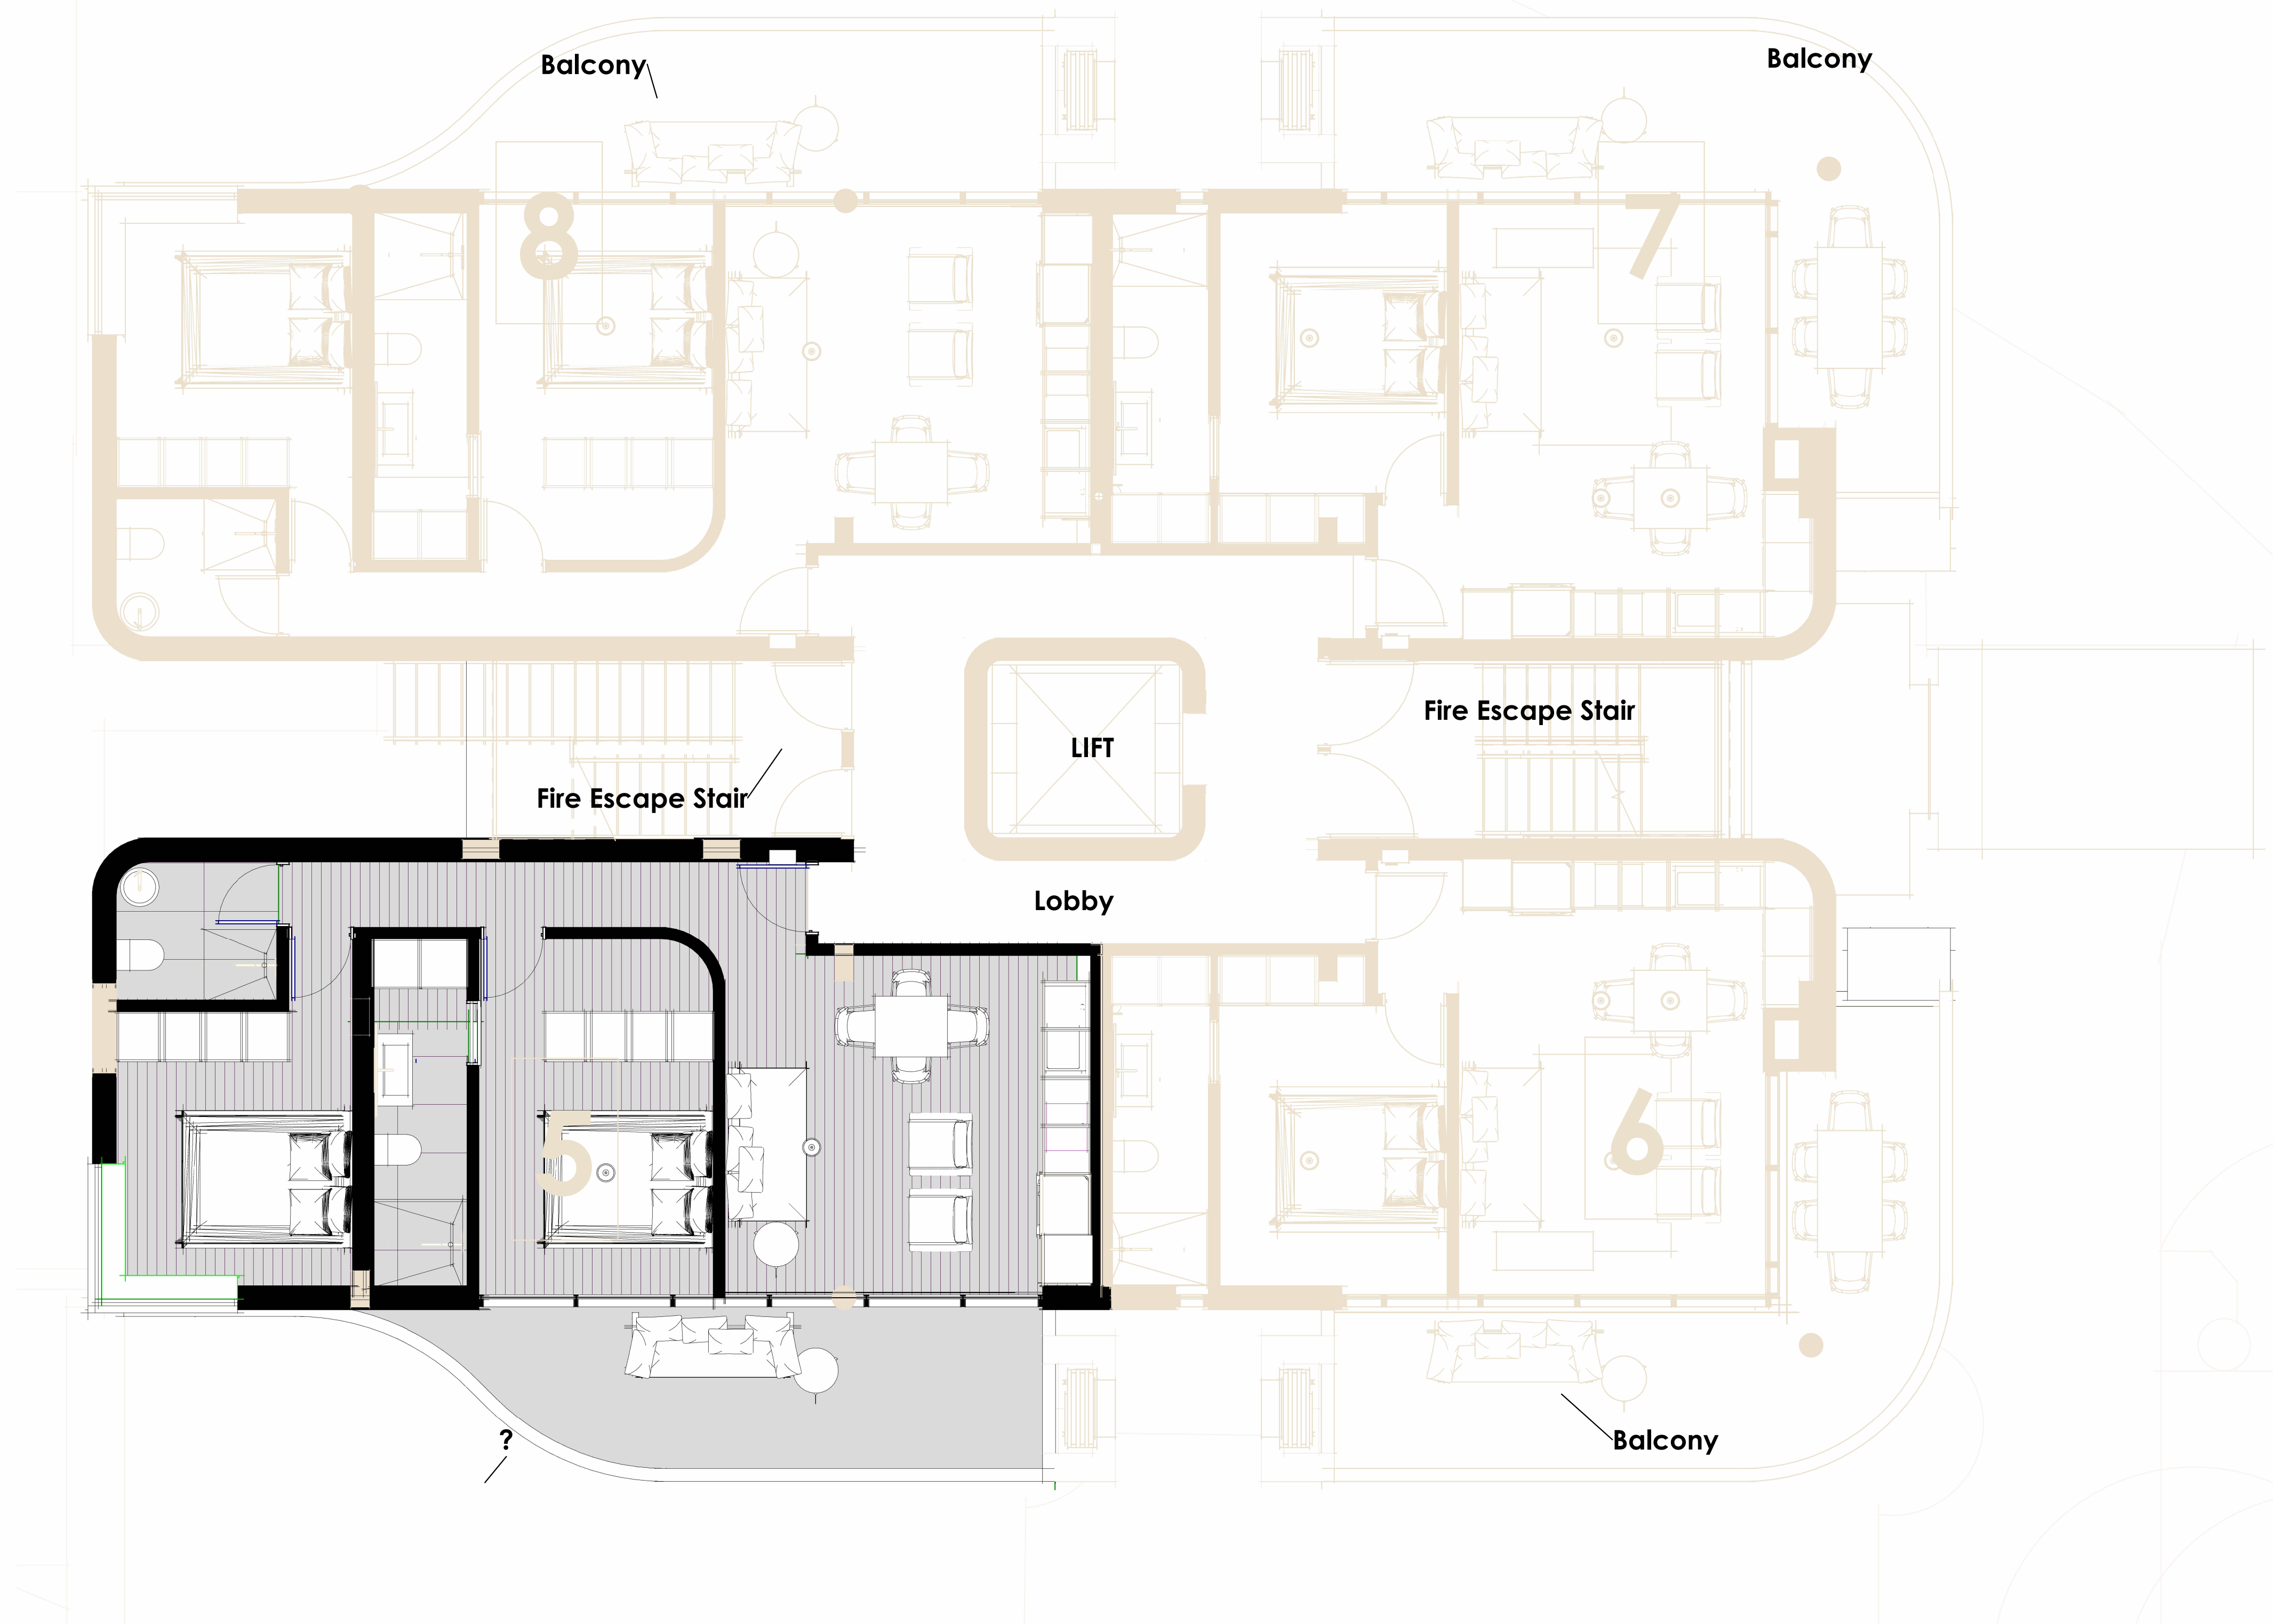 Balcony
Balcony
8
7
Fire Escape Stair
LIFT
Fire Escape Stair
Lobby
5
6
?
Balcony